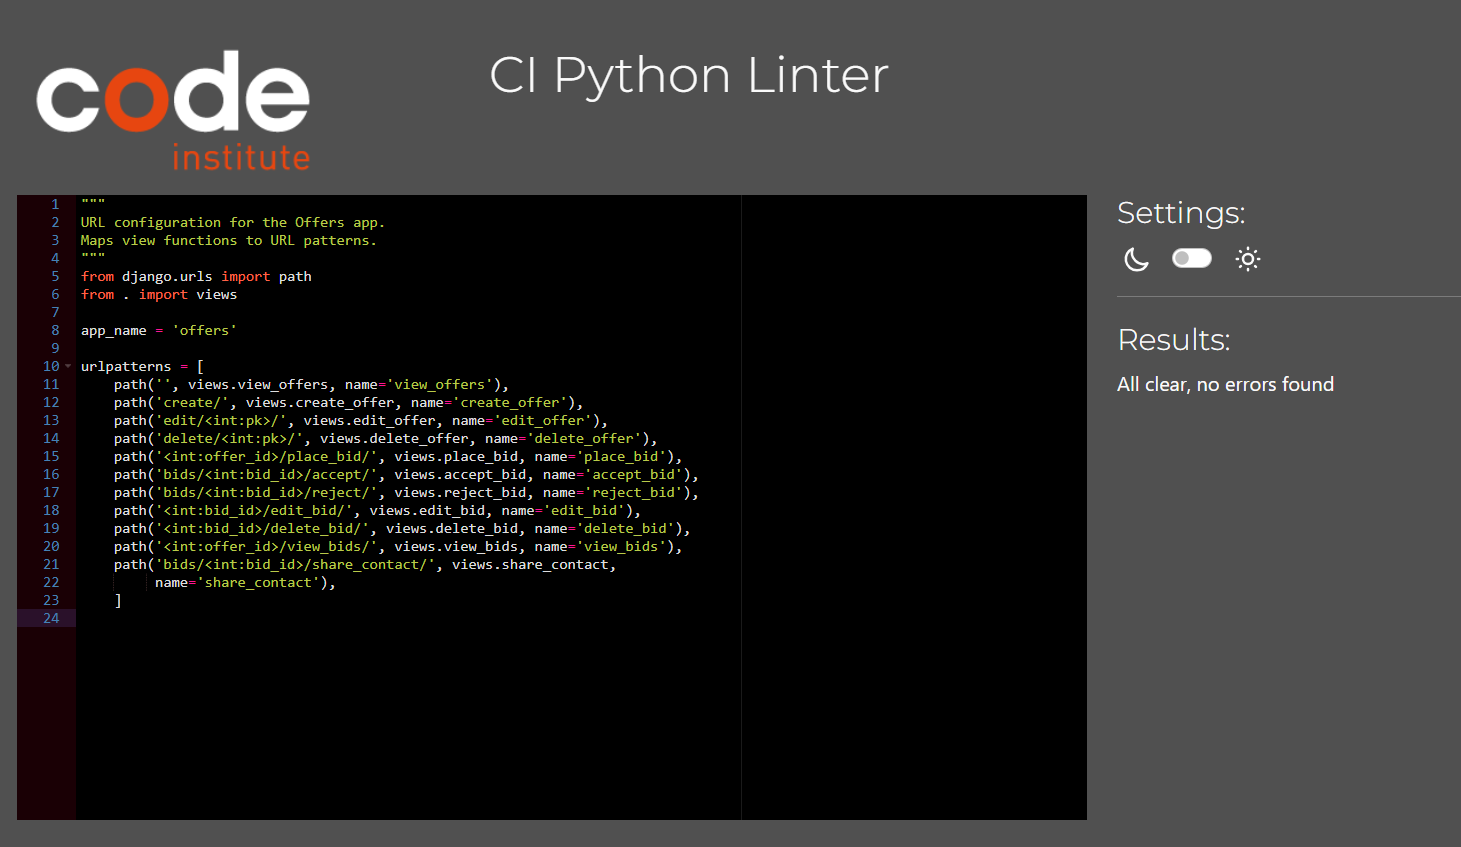 code
institute
CI Python Linter
1 """
2 URL configuration for the Offers app.
3 Maps view functions to URL patterns.
4 """
5 from django.urls import path
6 from . import views
7
8 app_name = 'offers'
9
10 urlpatterns = [
11     path('', views.view_offers, name='view_offers'),
12     path('create/', views.create_offer, name='create_offer'),
13     path('edit/<int:pk>/', views.edit_offer, name='edit_offer'),
14     path('delete/<int:pk>/', views.delete_offer, name='delete_offer'),
15     path('<int:offer_id>/place_bid/', views.place_bid, name='place_bid'),
16     path('bids/<int:bid_id>/accept/', views.accept_bid, name='accept_bid'),
17     path('bids/<int:bid_id>/reject/', views.reject_bid, name='reject_bid'),
18     path('<int:bid_id>/edit_bid/', views.edit_bid, name='edit_bid'),
19     path('<int:bid_id>/delete_bid/', views.delete_bid, name='delete_bid'),
20     path('<int:offer_id>/view_bids/', views.view_bids, name='view_bids'),
21     path('bids/<int:bid_id>/share_contact/', views.share_contact,
22          name='share_contact'),
23     ]
24
Settings:
Results:
All clear, no errors found